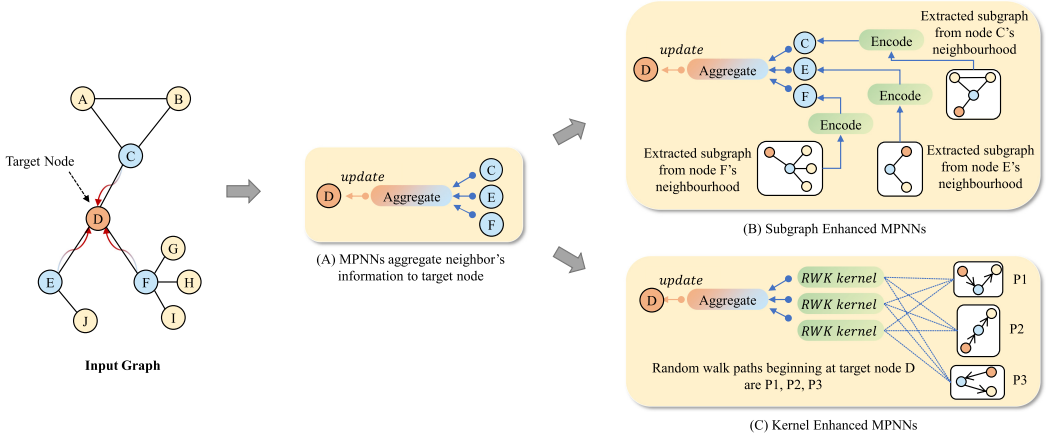 A
B
C
Target Node
D
E
F
G
H
I
J
Input Graph
update
D
Aggregate
C
E
F
(A) MPNNs aggregate neighbor's
information to target node
update
D
Aggregate
C
E
F
Encode
Encode
Encode
Extracted subgraph
from node C's
neighbourhood
Extracted subgraph
from node F's
neighbourhood
Extracted subgraph
from node E's
neighbourhood
(B) Subgraph Enhanced MPNNs
update
D
Aggregate
RWK kernel
RWK kernel
RWK kernel
P1
P2
P3
Random walk paths beginning at target node D
are P1, P2, P3
(C) Kernel Enhanced MPNNs